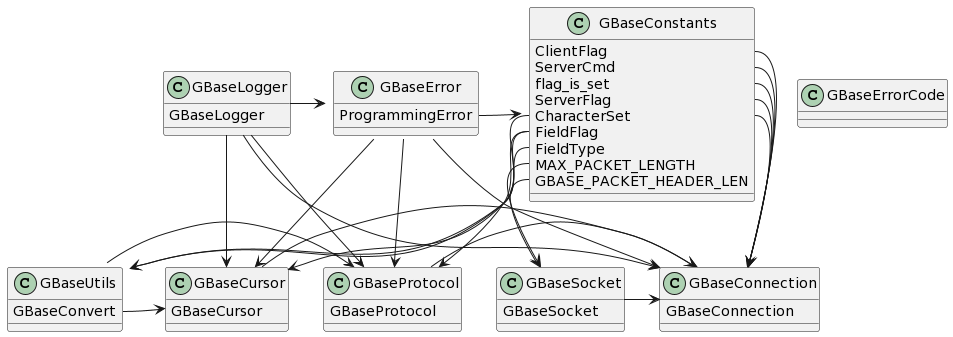 C GBaseConstants
ClientFlag
ServerCmd
flag_is_set
ServerFlag
CharacterSet
FieldFlag
FieldType
MAX_PACKET_LENGTH
GBASE_PACKET_HEADER_LEN
C GBaseLogger
GBaseLogger
C GBaseError
ProgrammingError
C GBaseErrorCode
C GBaseUtils
GBaseConvert
C GBaseCursor
GBaseCursor
C GBaseProtocol
GBaseProtocol
C GBaseSocket
GBaseSocket
C GBaseConnection
GBaseConnection